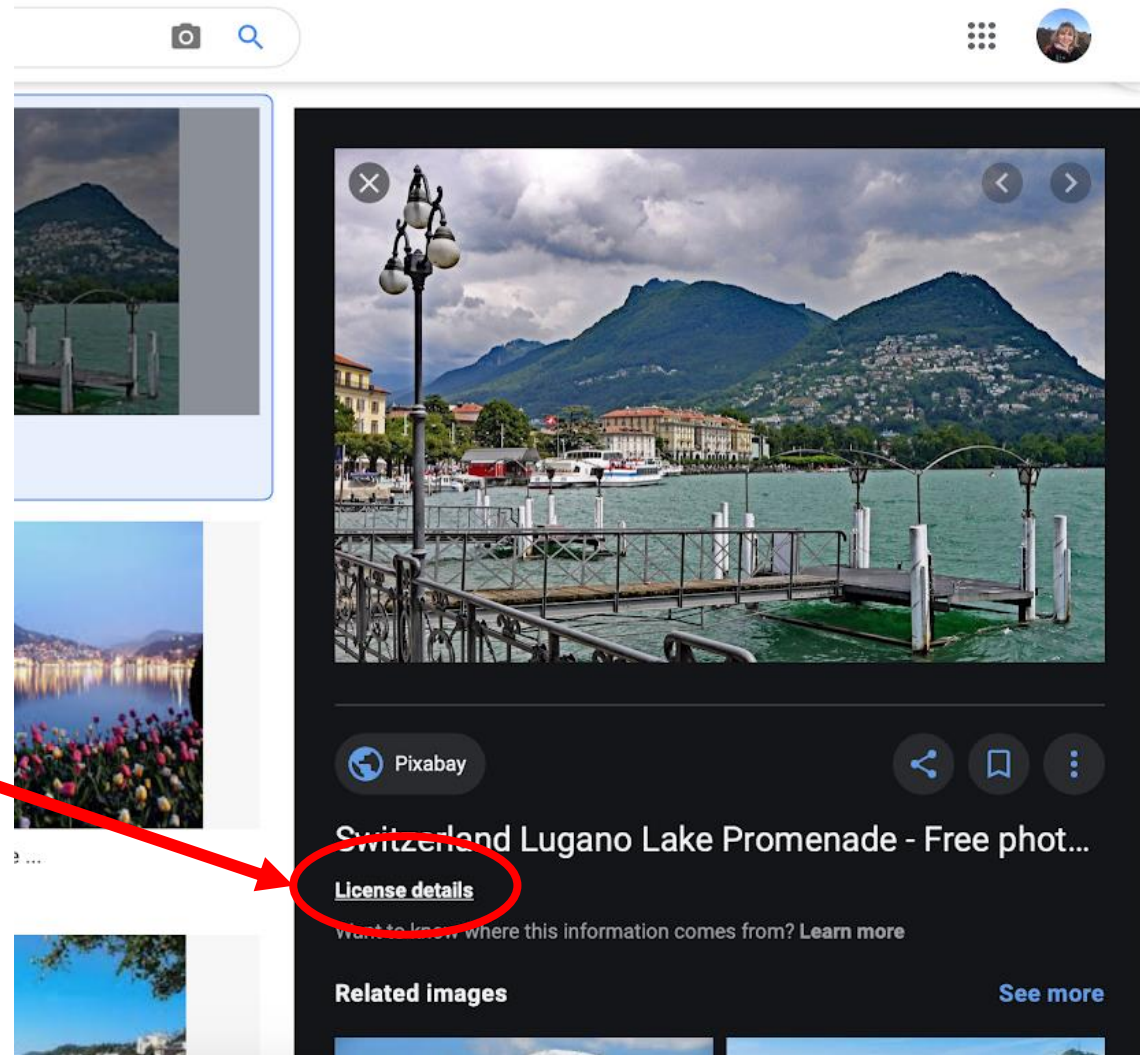 Pixabay
Switzerland Lugano Lake Promenade - Free phot...
License details
Want to know where this information comes from? Learn more
Related images
See more
e ...